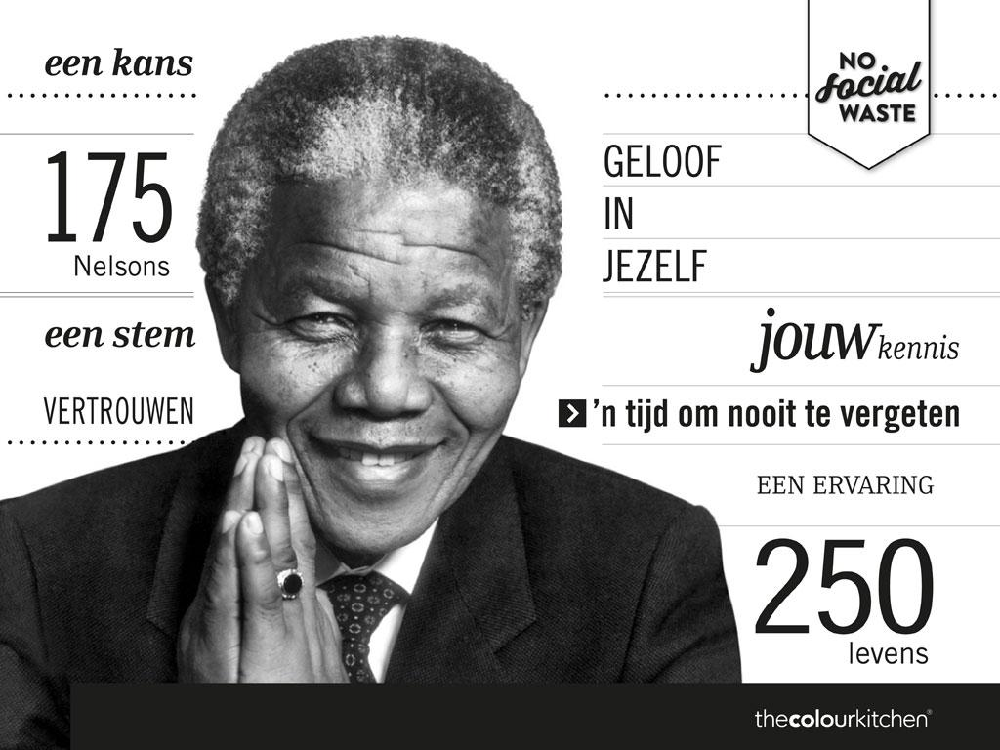 een kans
175
Nelsons
een stem
VERTROUWEN
NO
Social
WASTE
GELOOF
IN
JEZELF
jouw kennis
'n tijd om nooit te vergeten
EEN ERVARING
250
levens
thecolourkitchen®